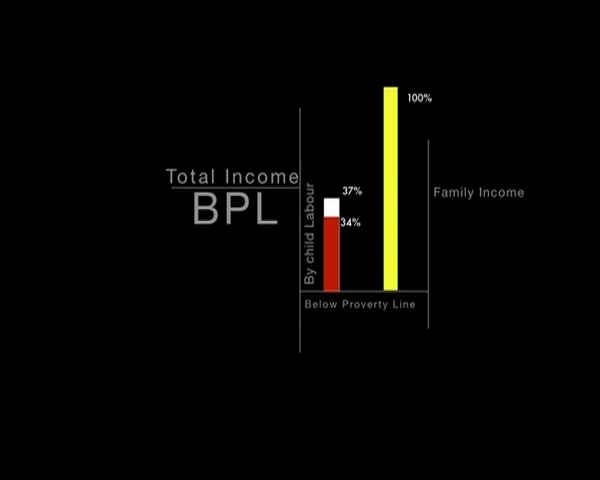 100%
Total Income
BPL
By child Labour
37%
34%
Family Income
Below Proverty Line